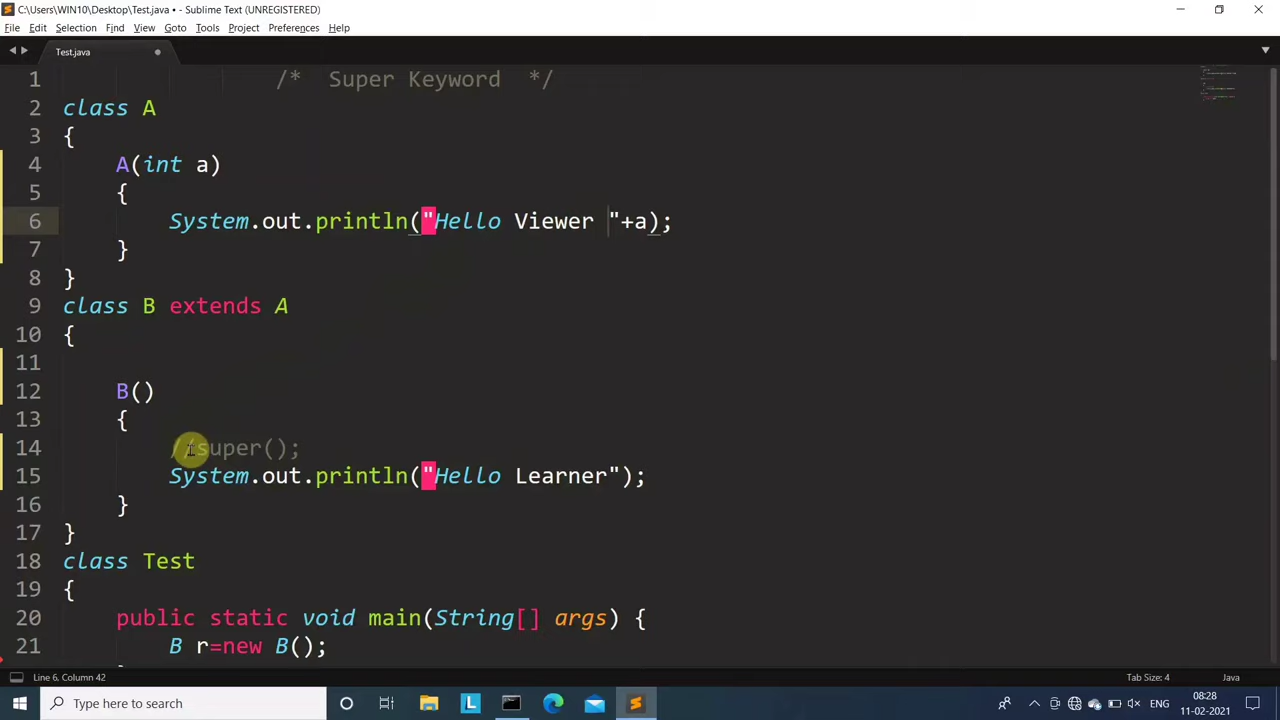 C:\Users\WIN10\Desktop\Test.java • - Sublime Text (UNREGISTERED)
File Edit Selection Find View Goto Tools Project Preferences Help
Test.java
1 /* Super Keyword */
2 class A
3 {
4 A(int a)
5 {
6 System.out.println("Hello Viewer "+a);
7 }
8 }
9 class B extends A
10 {
11
12 B()
13 {
14 //super();
15 System.out.println("Hello Learner");
16 }
17 }
18 class Test
19 {
20 public static void main(String[] args) {
21 B r=new B();
Line 6, Column 42 Tab Size: 4 Java
Type here to search
L
S
ENG
08:28
11-02-2021